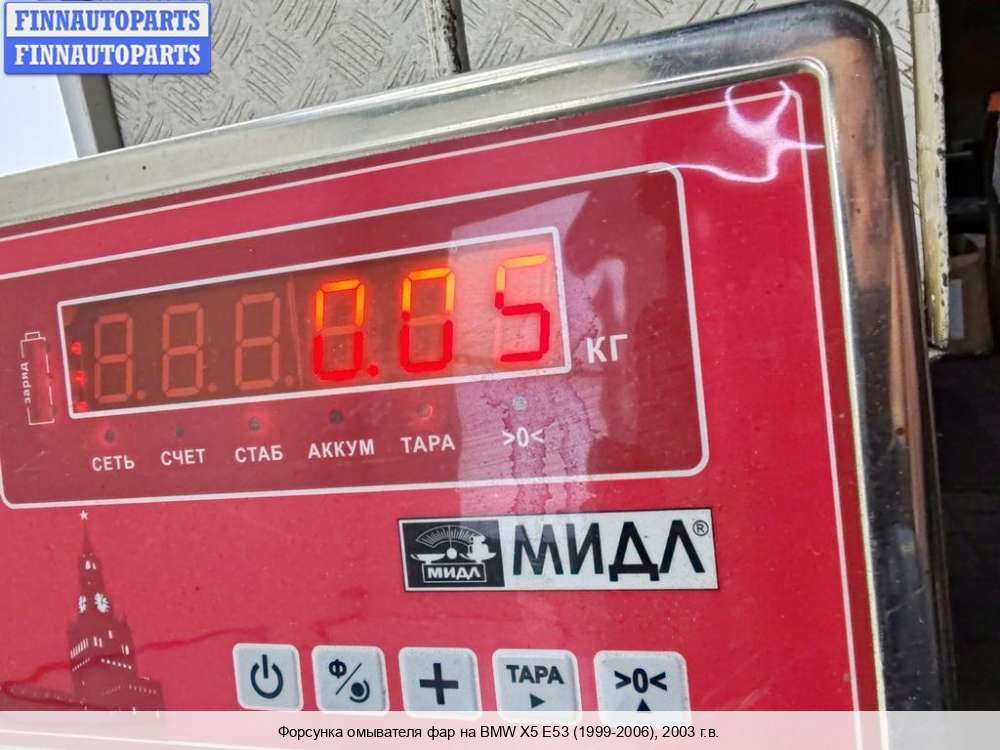 FINNAUTOPARTS
FINNAUTOPARTS
0.05
КГ
заряд
СЕТЬ СЧЕТ СТАБ АККУМ ТАРА >0<
МИДЛ МИДЛ®
Ф + ТАРА >0<
Форсунка омывателя фар на BMW X5 E53 (1999-2006), 2003 г.в.